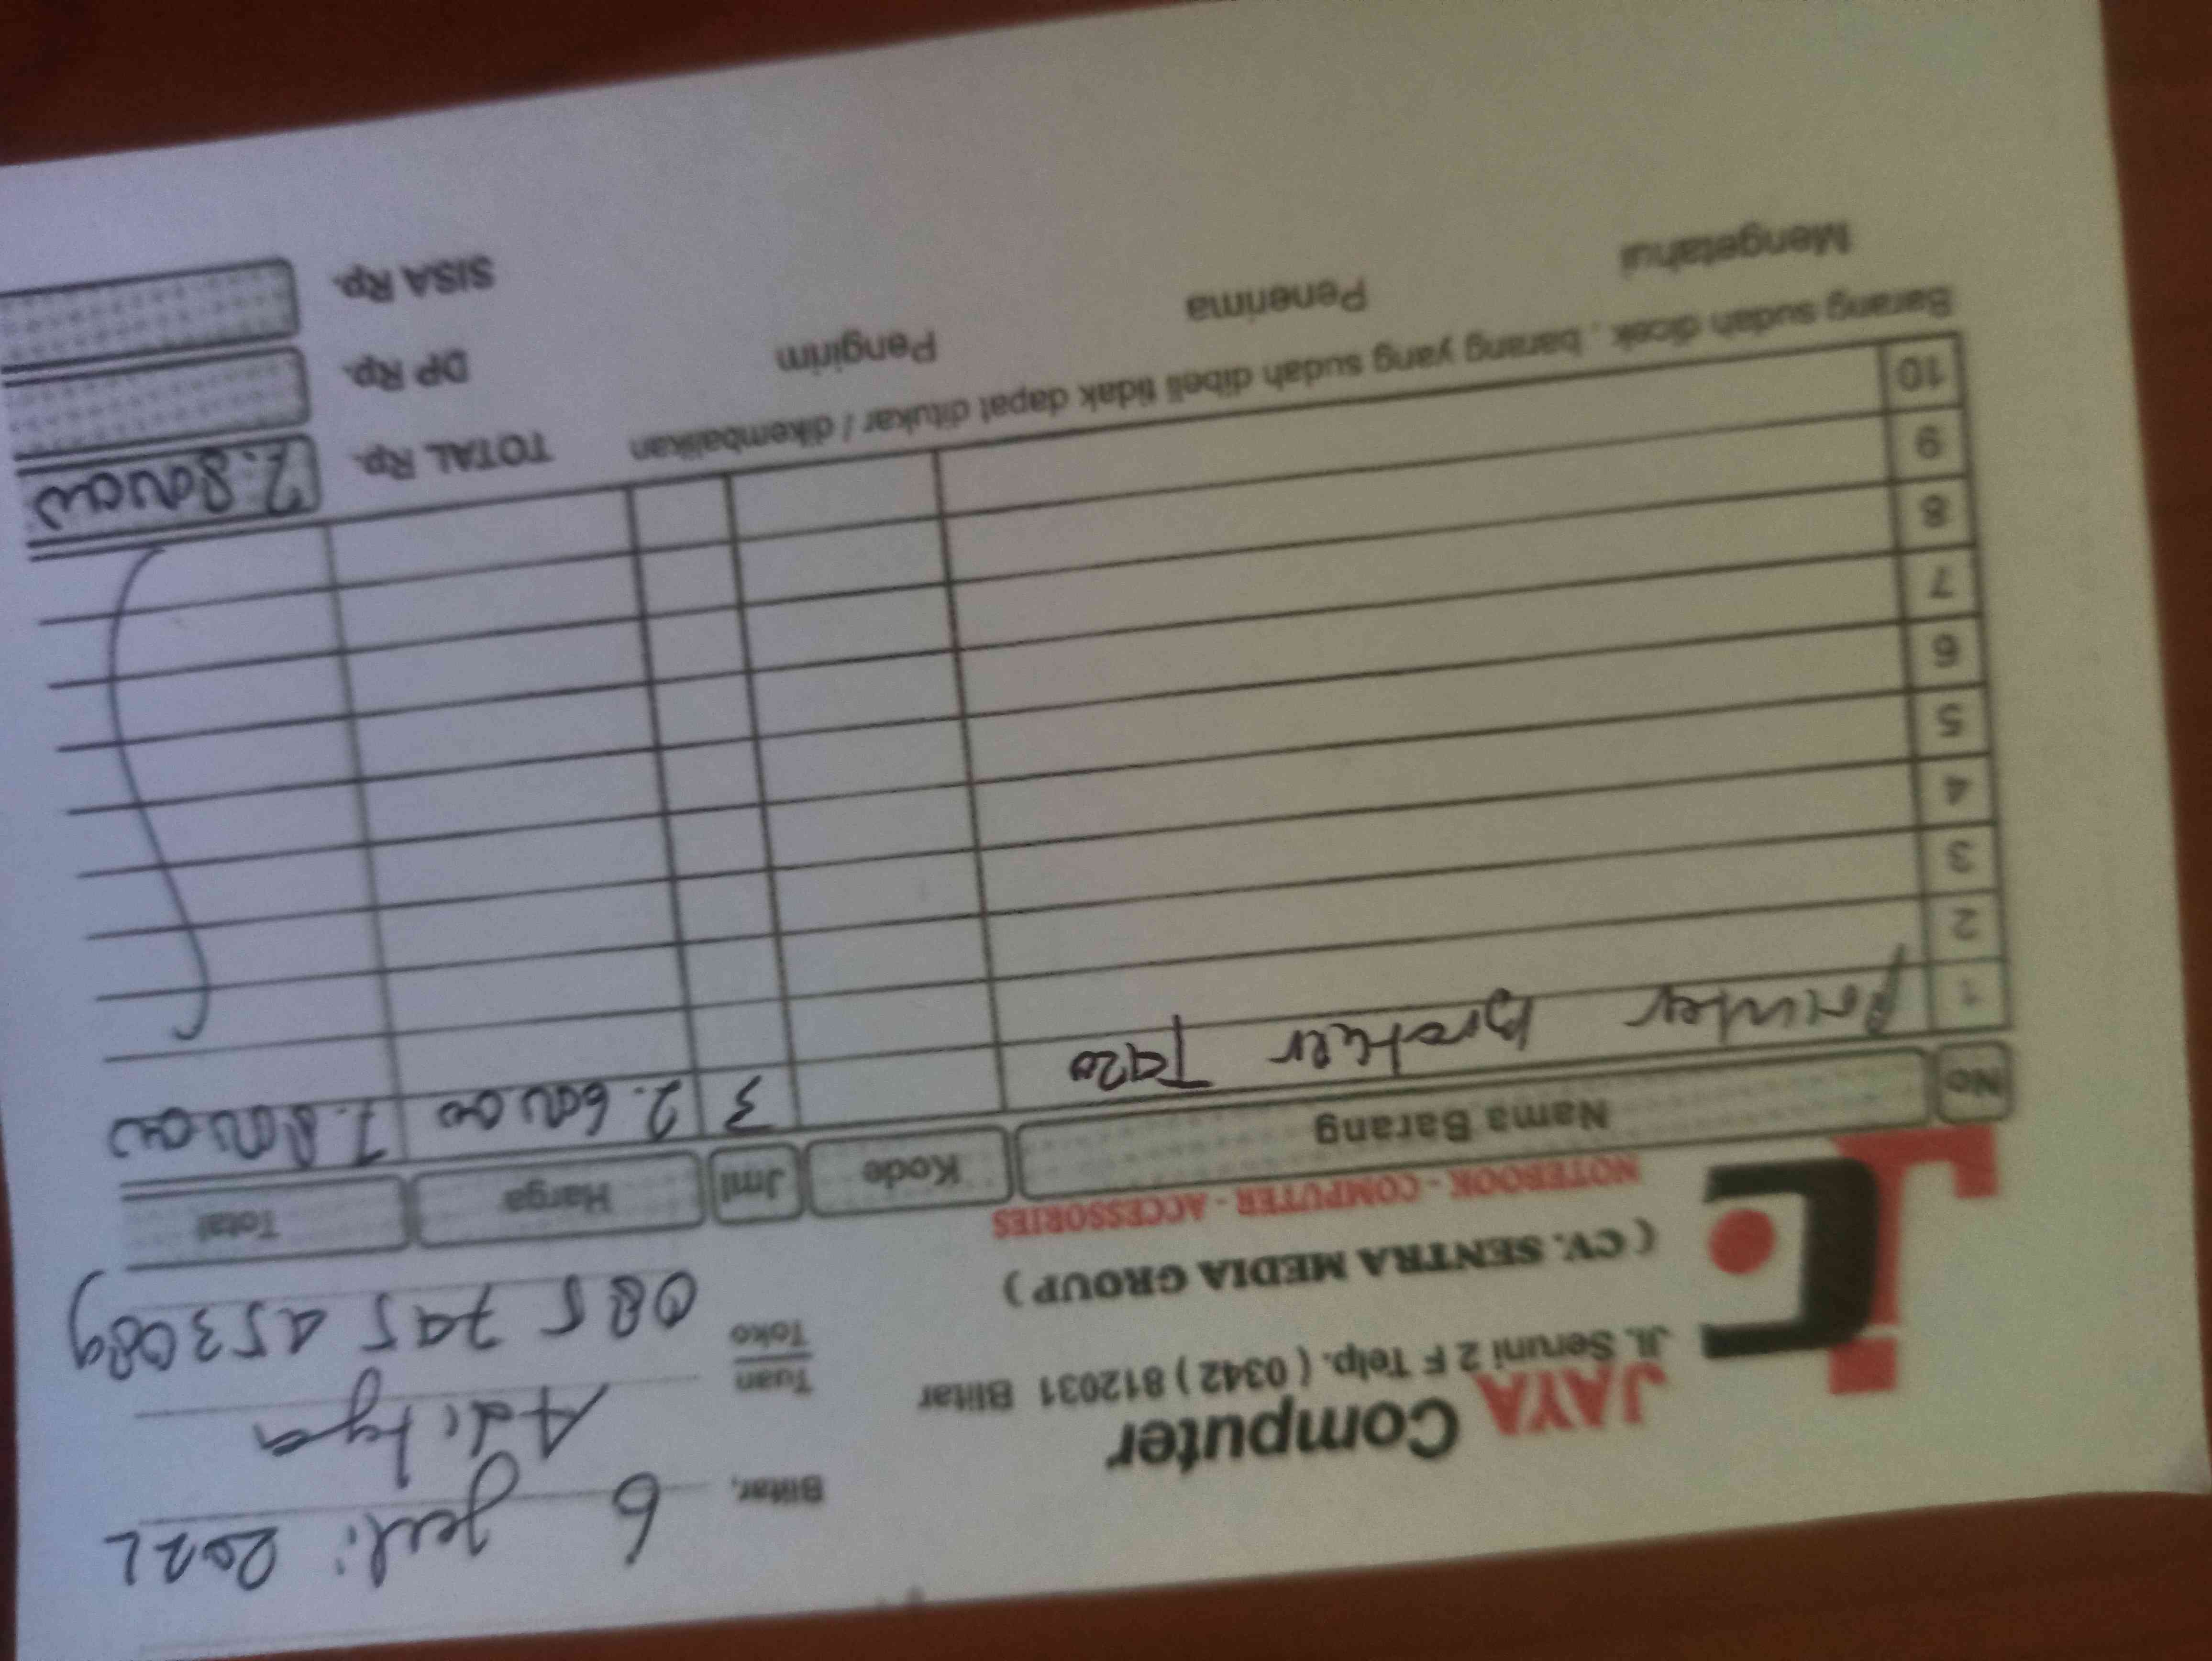 JAYA Computer
Jl. Seruni 2 F Telp. ( 0342 ) 812031 Blitar
( CV. SENTRA MEDIA GROUP )
NOTEBOOK - COMPUTER - ACCESSORIES
Blitar, 6 Juli 2022
Tuan Aditya
Toko 085 745 453089
No Nama Barang Kode Jml Harga Total
1 Printer brother T420 3 2.600.000 7.800.000
2
3
4
5
6
7
8
9
10
Barang sudah dicek, barang yang sudah dibeli tidak dapat ditukar / dikembalikan
TOTAL Rp. 7.800.000
DP Rp.
SISA Rp.
Mengetahui Penerima Pengirim